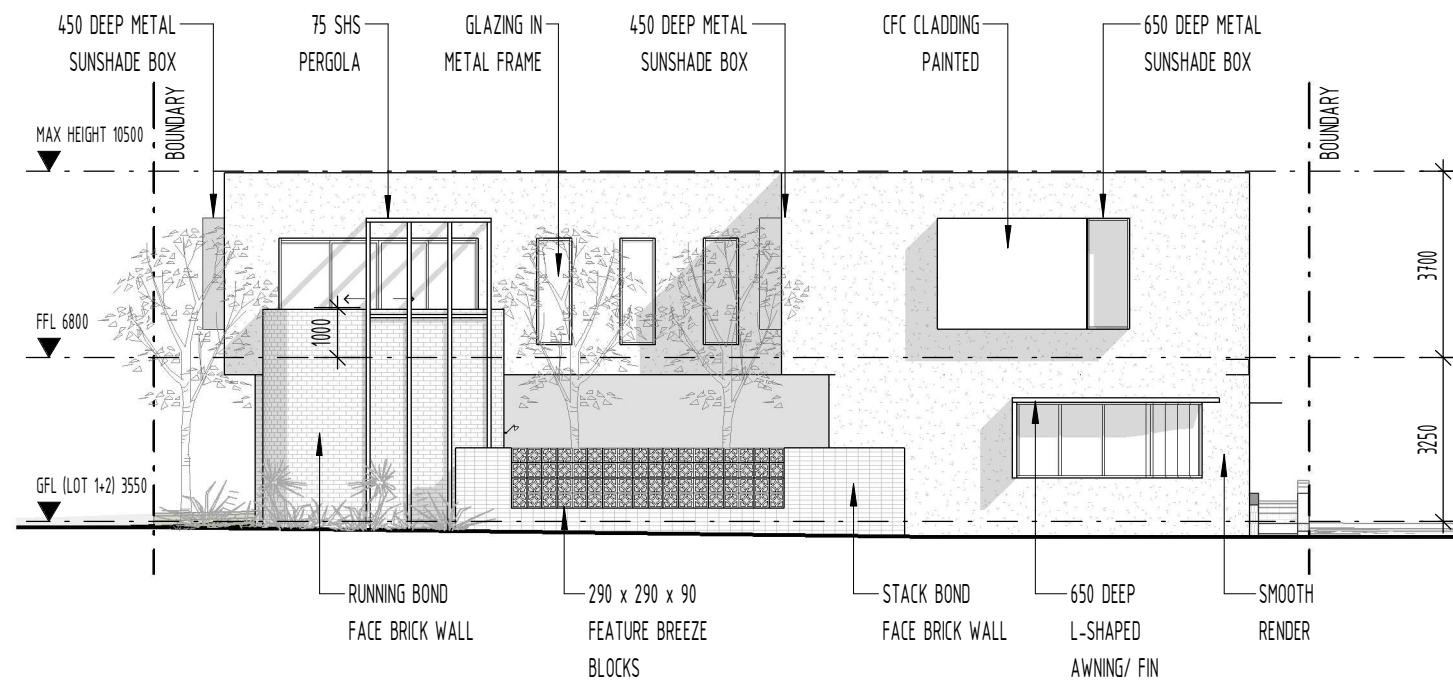 450 DEEP METAL
SUNSHADE BOX
75 SHS
PERGOLA
GLAZING IN
METAL FRAME
450 DEEP METAL
SUNSHADE BOX
CFC CLADDING
PAINTED
650 DEEP METAL
SUNSHADE BOX
BOUNDARY
BOUNDARY
MAX HEIGHT 10500
3700
FFL 6800
1000
3250
GFL (LOT 1+2) 3550
RUNNING BOND
FACE BRICK WALL
290 x 290 x 90
FEATURE BREEZE
BLOCKS
STACK BOND
FACE BRICK WALL
650 DEEP
L-SHAPED
AWNING/ FIN
SMOOTH
RENDER